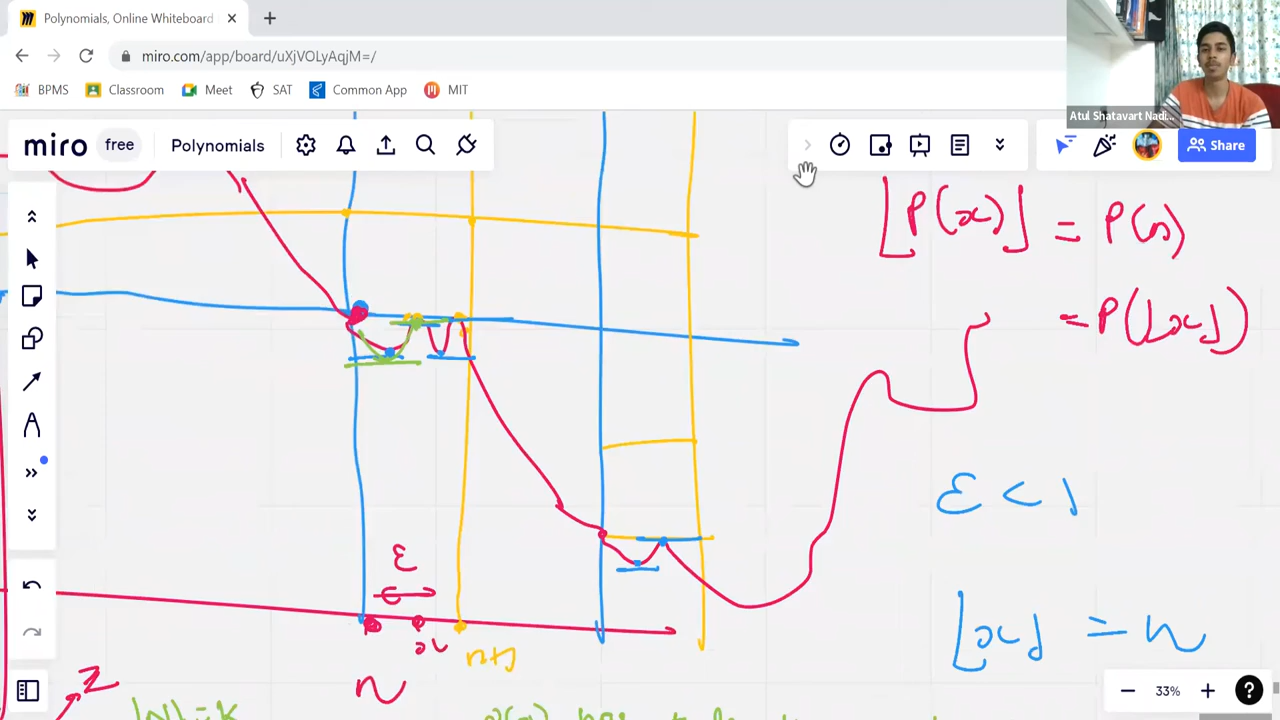 Polynomials, Online Whiteboard
miro.com/app/board/uXjVOLyAqjM=/
BPMS Classroom Meet SAT Common App MIT
Atul Shatavart Nadi...
miro free Polynomials Share
⌊P(x)⌋ = P(n)
= P(⌊x⌋)
ε < 1
ε
⌊x⌋ = n
x
n+1
n
Z
33%
|N| = k
P(x) has